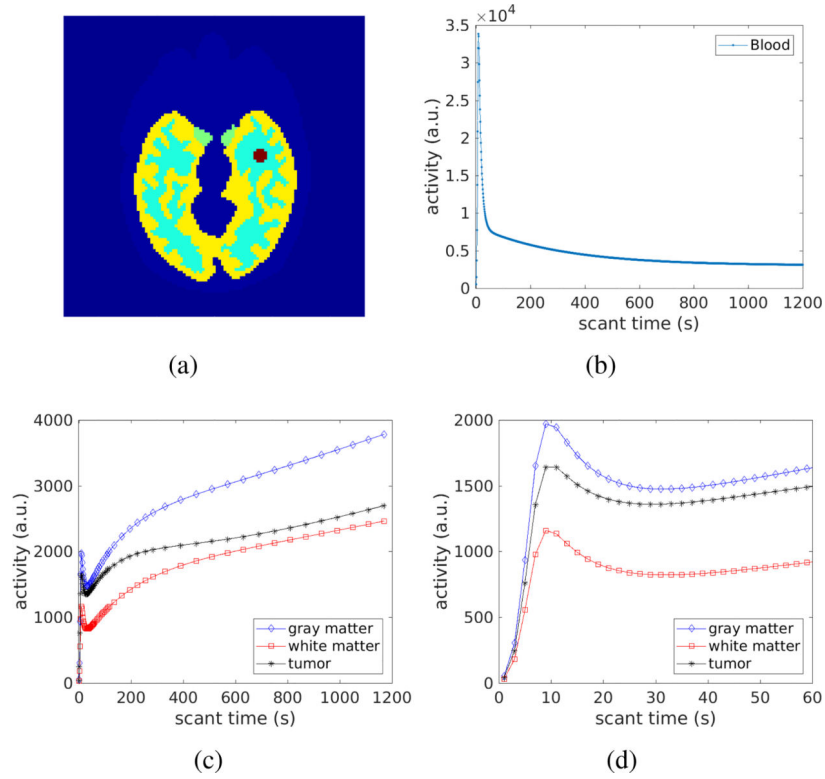 (a)
×10⁴
3.5
3
2.5
2
1.5
1
0.5
0
activity (a.u.)
Blood
0 200 400 600 800 1000 1200
scant time (s)
(b)
4000
3000
2000
1000
0
activity (a.u.)
gray matter
white matter
tumor
0 200 400 600 800 1000 1200
scant time (s)
(c)
2000
1500
1000
500
0
activity (a.u.)
gray matter
white matter
tumor
0 10 20 30 40 50 60
scant time (s)
(d)